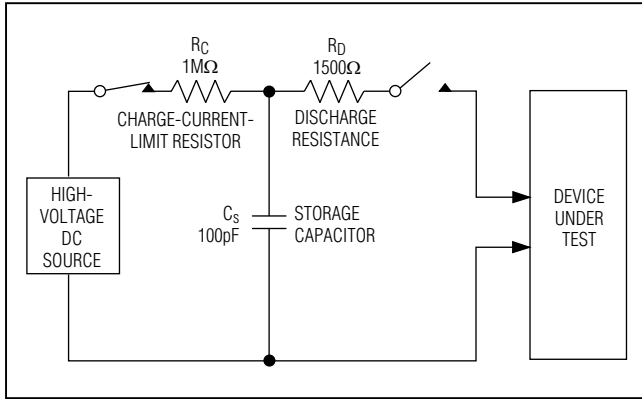 R_C
1MΩ
CHARGE-CURRENT-
LIMIT RESISTOR
R_D
1500Ω
DISCHARGE
RESISTANCE
HIGH-
VOLTAGE
DC
SOURCE
C_s
100pF
STORAGE
CAPACITOR
DEVICE
UNDER
TEST